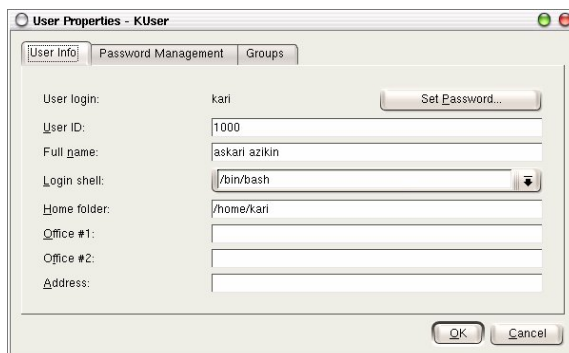 User Properties - KUser
User Info
Password Management
Groups
User login: kari Set Password...
User ID: 1000
Full name: askari azikin
Login shell: /bin/bash
Home folder: /home/kari
Office #1:
Office #2:
Address:
OK Cancel